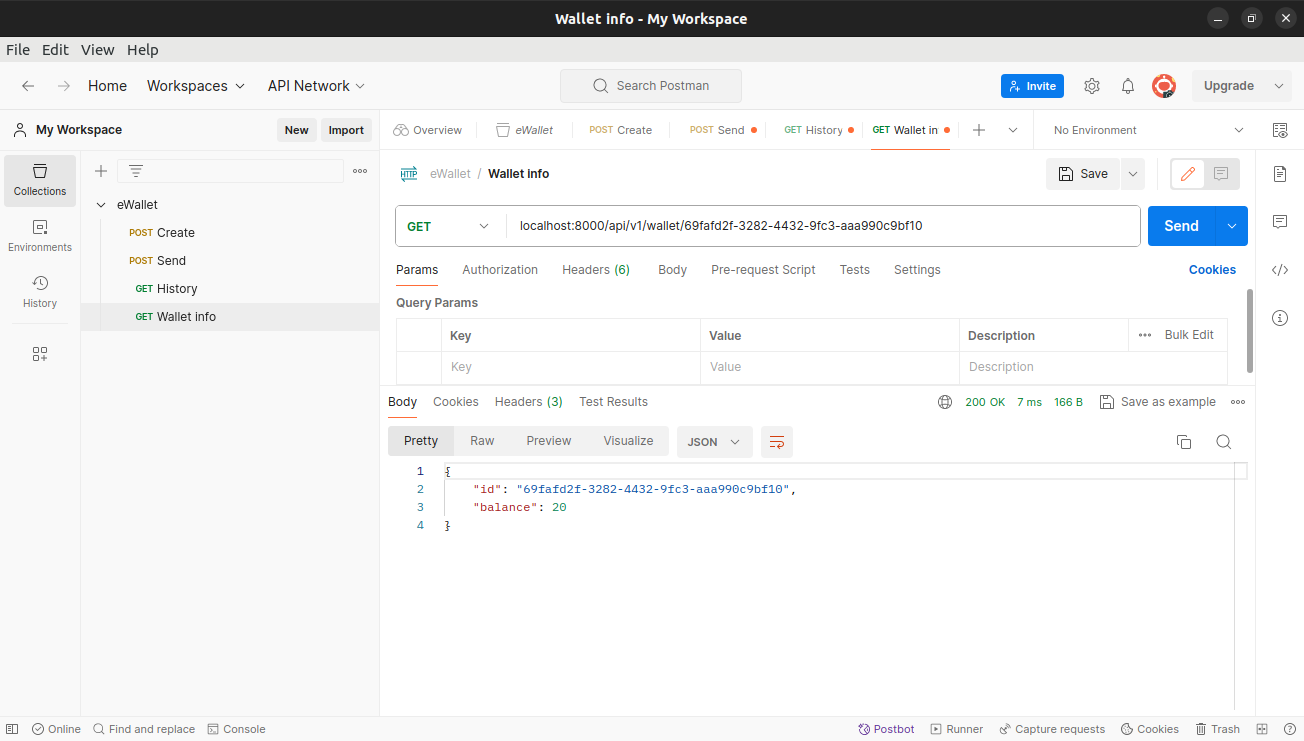 Wallet info - My Workspace
File Edit View Help
Home Workspaces API Network Search Postman Invite Upgrade
My Workspace New Import
Overview eWallet POST Create POST Send GET History GET Wallet in No Environment
Collections
Environments
History
eWallet
POST Create
POST Send
GET History
GET Wallet info
HTTP eWallet / Wallet info Save
GET localhost:8000/api/v1/wallet/69fafd2f-3282-4432-9fc3-aaa990c9bf10 Send
Params Authorization Headers (6) Body Pre-request Script Tests Settings Cookies
Query Params
Key Value Description Bulk Edit
Key Value Description
Body Cookies Headers (3) Test Results 200 OK 7 ms 166 B Save as example
Pretty Raw Preview Visualize JSON
1 {
2 "id": "69fafd2f-3282-4432-9fc3-aaa990c9bf10",
3 "balance": 20
4 }
Online Find and replace Console Postbot Runner Capture requests Cookies Trash